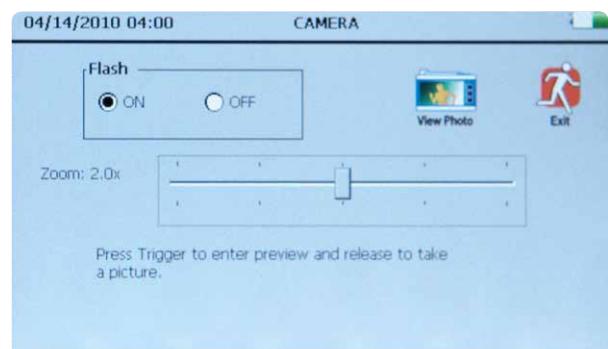 04/14/2010 04:00 CAMERA
Flash
ON OFF
View Photo Exit
Zoom: 2.0x
Press Trigger to enter preview and release to take
a picture.